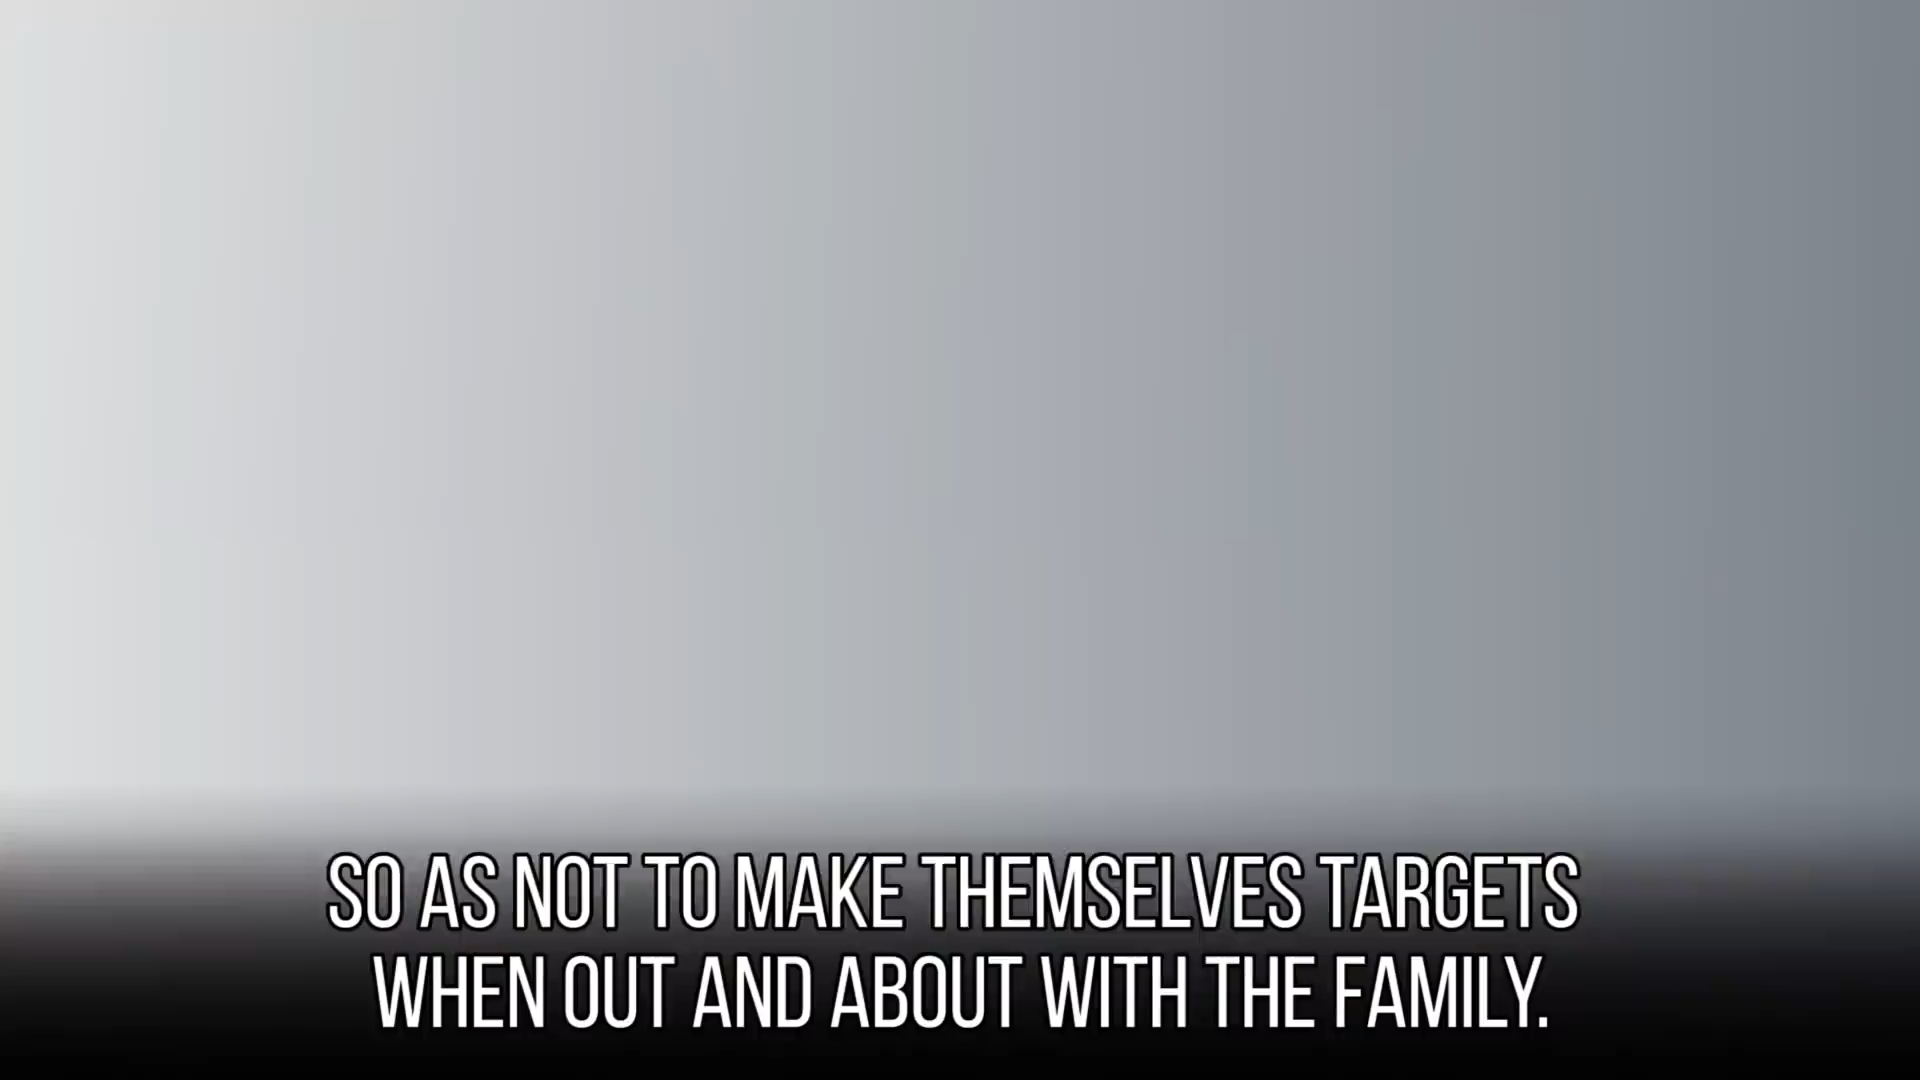 SO AS NOT TO MAKE THEMSELVES TARGETS
WHEN OUT AND ABOUT WITH THE FAMILY.